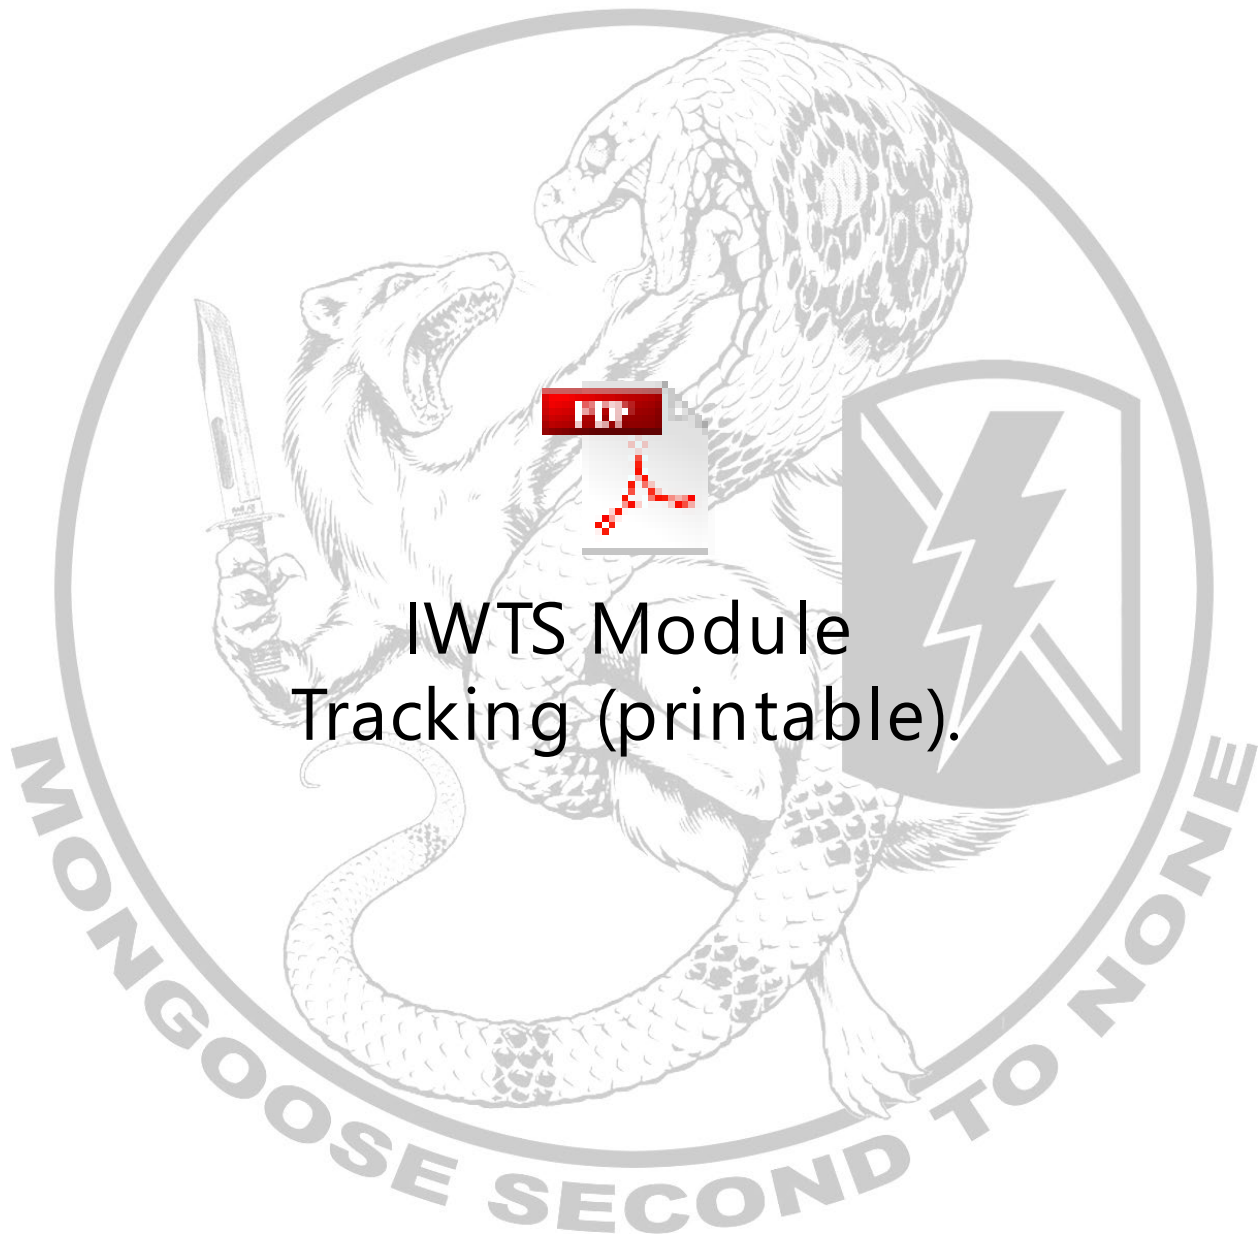 PDF
IWTS Module
Tracking (printable).
MONGOOSE SECOND TO NONE